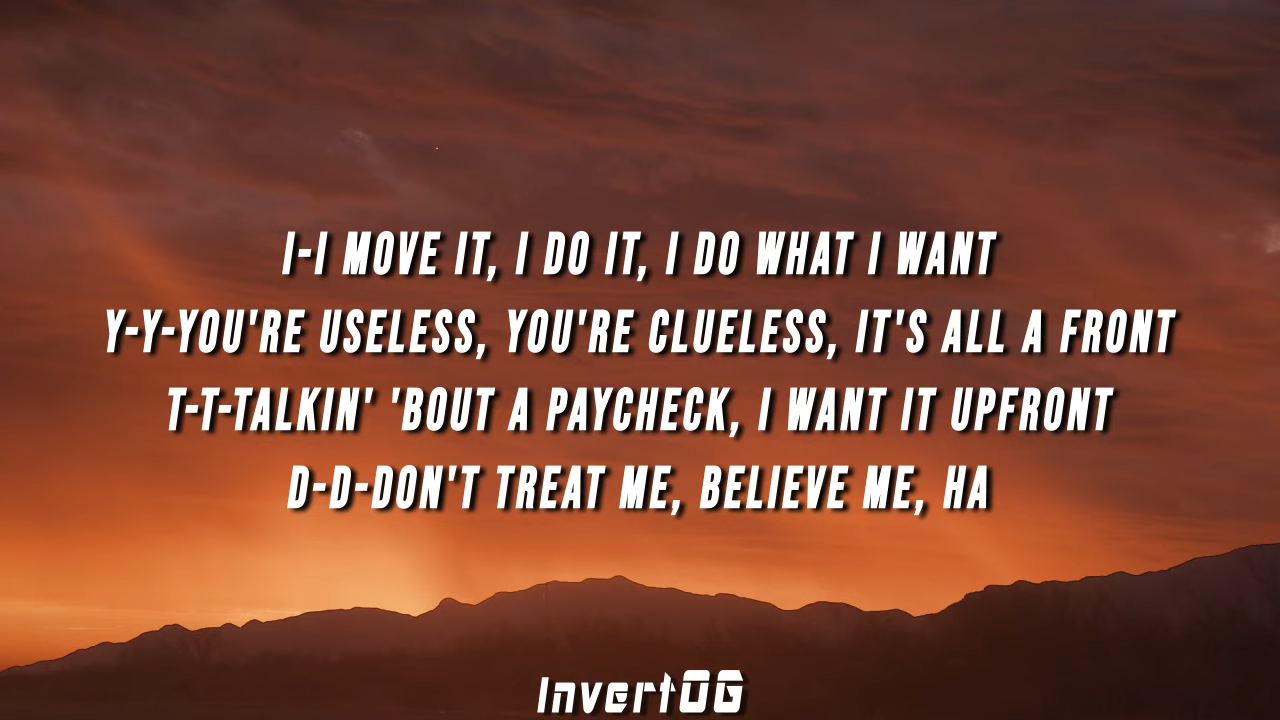 I-I MOVE IT, I DO IT, I DO WHAT I WANT
Y-Y-YOU'RE USELESS, YOU'RE CLUELESS, IT'S ALL A FRONT
T-T-TALKIN' 'BOUT A PAYCHECK, I WANT IT UPFRONT
D-D-DON'T TREAT ME, BELIEVE ME, HA
InvertOG